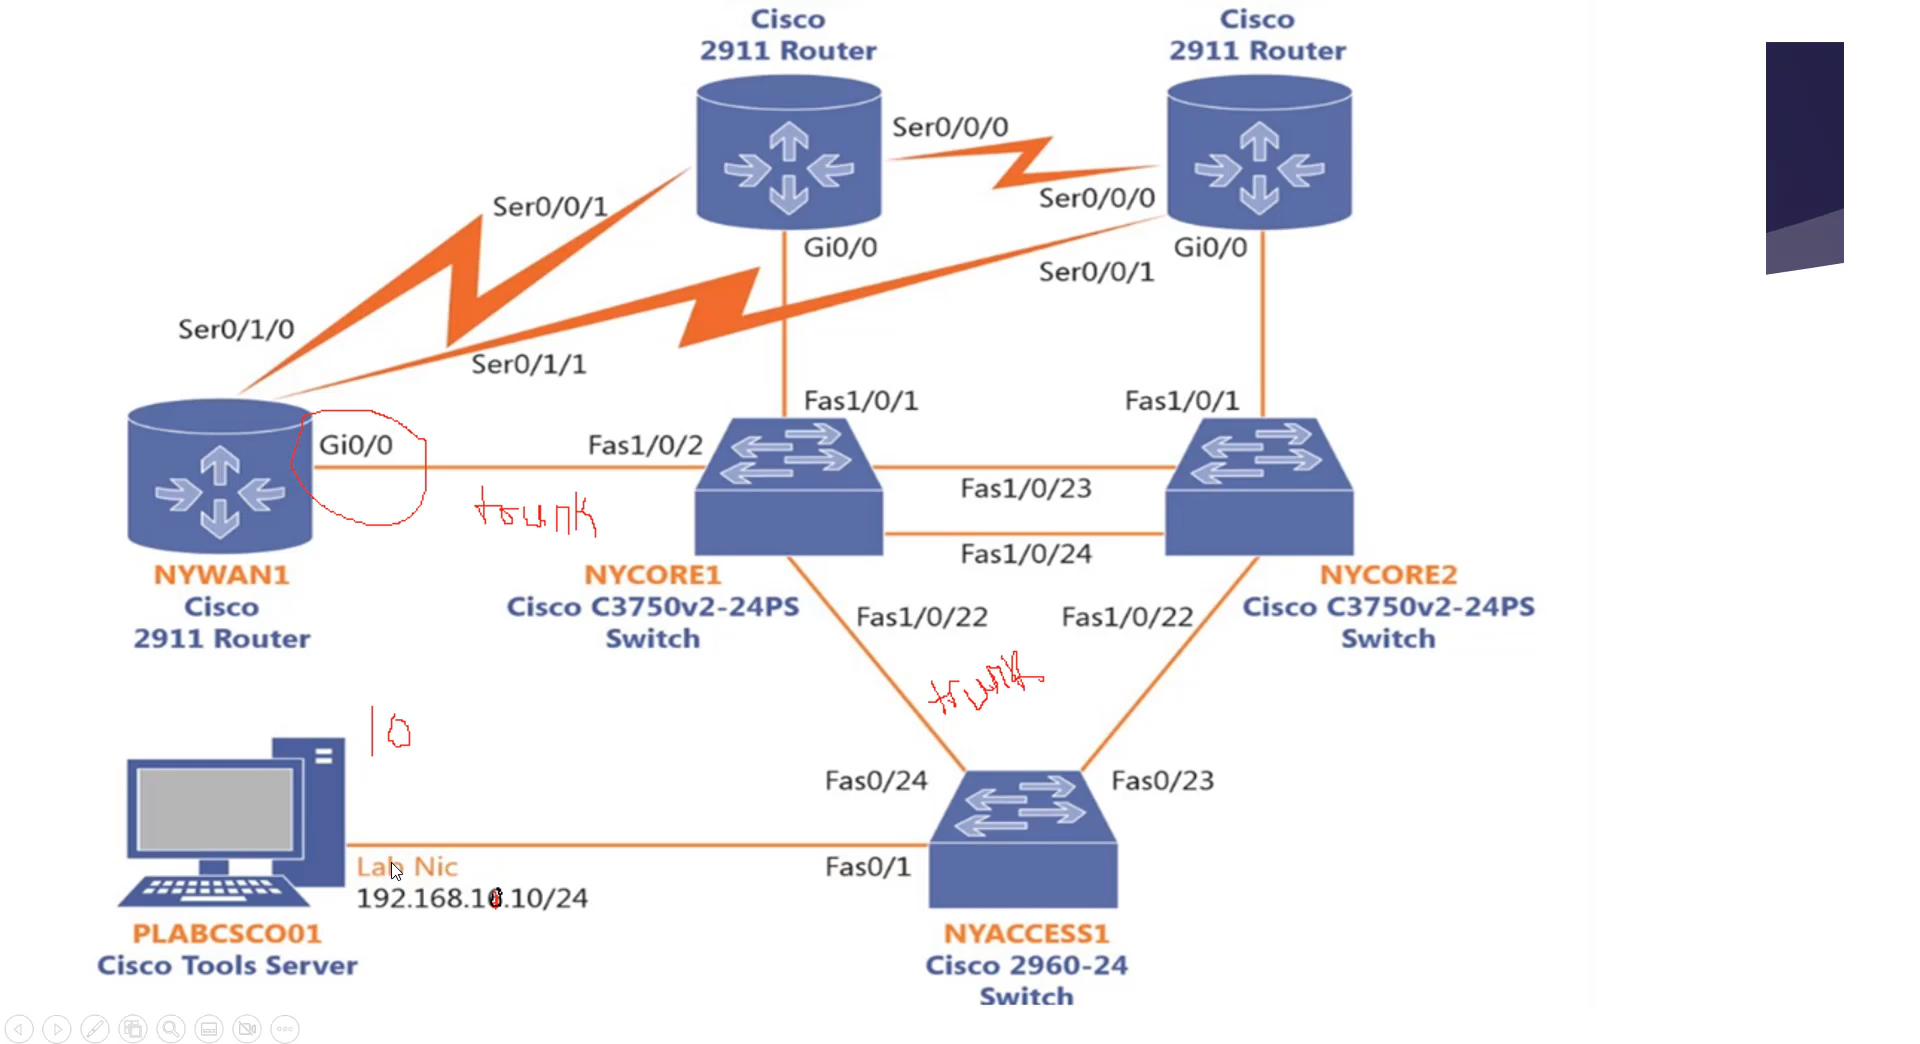 Cisco
2911 Router
Cisco
2911 Router
Ser0/0/0
Ser0/0/0
Ser0/0/1
Gi0/0
Gi0/0
Ser0/0/1
Ser0/1/0
Ser0/1/1
Fas1/0/1
Fas1/0/1
Gi0/0
Fas1/0/2
trunk
Fas1/0/23
Fas1/0/24
NYWAN1
Cisco
2911 Router
NYCORE1
Cisco C3750v2-24PS
Switch
NYCORE2
Cisco C3750v2-24PS
Switch
Fas1/0/22
Fas1/0/22
trunk
10
Fas0/24
Fas0/23
Lab Nic
Fas0/1
192.168.10.10/24
PLABCSCO01
Cisco Tools Server
NYACCESS1
Cisco 2960-24
Switch